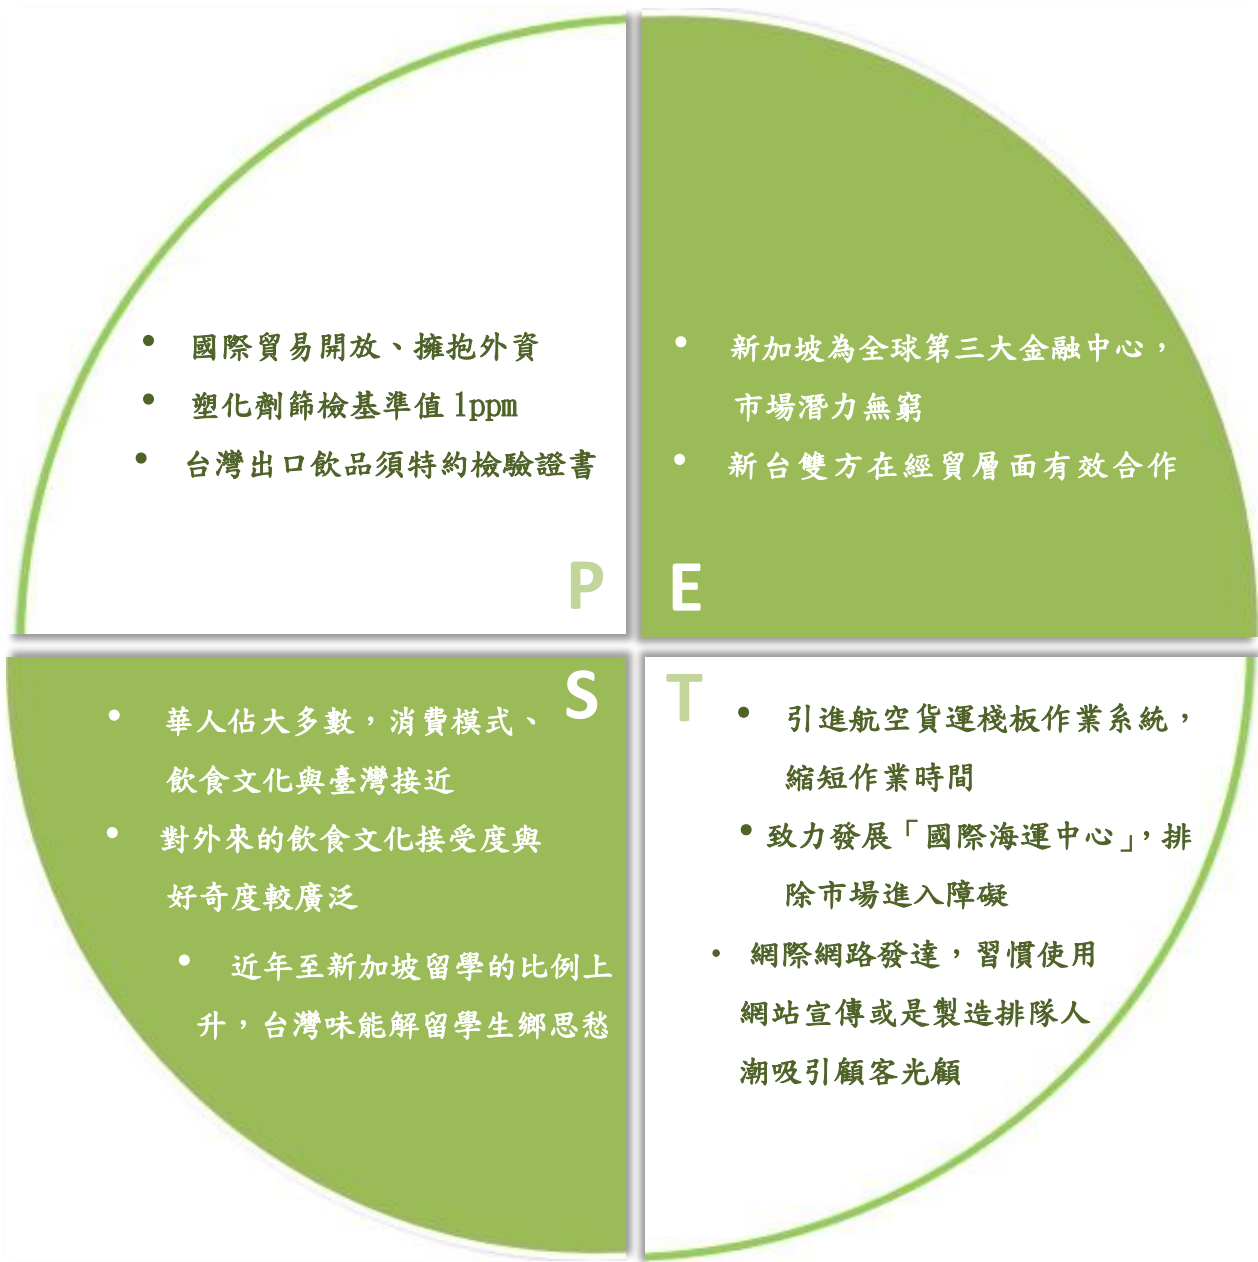 • 國際貿易開放、擁抱外資
• 塑化劑篩檢基準值 1ppm
• 台灣出口飲品須特約檢驗證書
P
• 新加坡為全球第三大金融中心，
市場潛力無窮
• 新台雙方在經貿層面有效合作
E
S
• 華人佔大多數，消費模式、
飲食文化與臺灣接近
• 對外來的飲食文化接受度與
好奇度較廣泛
• 近年至新加坡留學的比例上
升，台灣味能解留學生鄉思愁
T
• 引進航空貨運棧板作業系統，
縮短作業時間
• 致力發展「國際海運中心」，排
除市場進入障礙
• 網際網路發達，習慣使用
網站宣傳或是製造排隊人
潮吸引顧客光顧